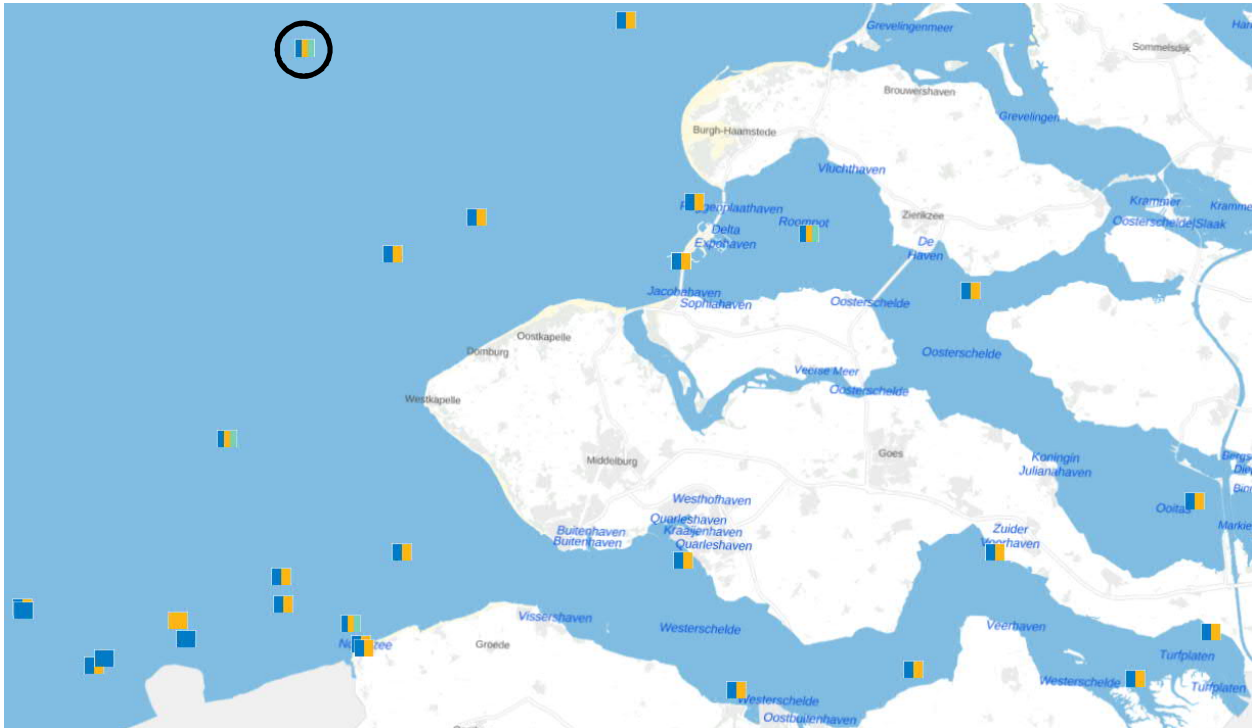 Grevelingenmeer
Sommelsdijk
Brouwershaven
Grevelingen
Burgh-Haamstede
Vluchthaven
Krammer
Roggenplaathaven
Roompot
Zierikzee
Oosterschelde|Slaak
Delta
Expohaven
De
Haven
Jacobahaven
Sophiahaven
Oosterschelde
Oostkapelle
Domburg
Oosterschelde
Veerse Meer
Oosterschelde
Westkapelle
Goes
Middelburg
Koningin
Julianahaven
Westhofhaven
Quarleshaven
Buitenhaven
Kraaijenhaven
Buitenhaven
Quarleshaven
Zuider
Voorhaven
Vissershaven
Westerschelde
Veerhaven
Groede
Turfplaten
Westerschelde
Turfplaten
Westerschelde
Oostbuitenhaven